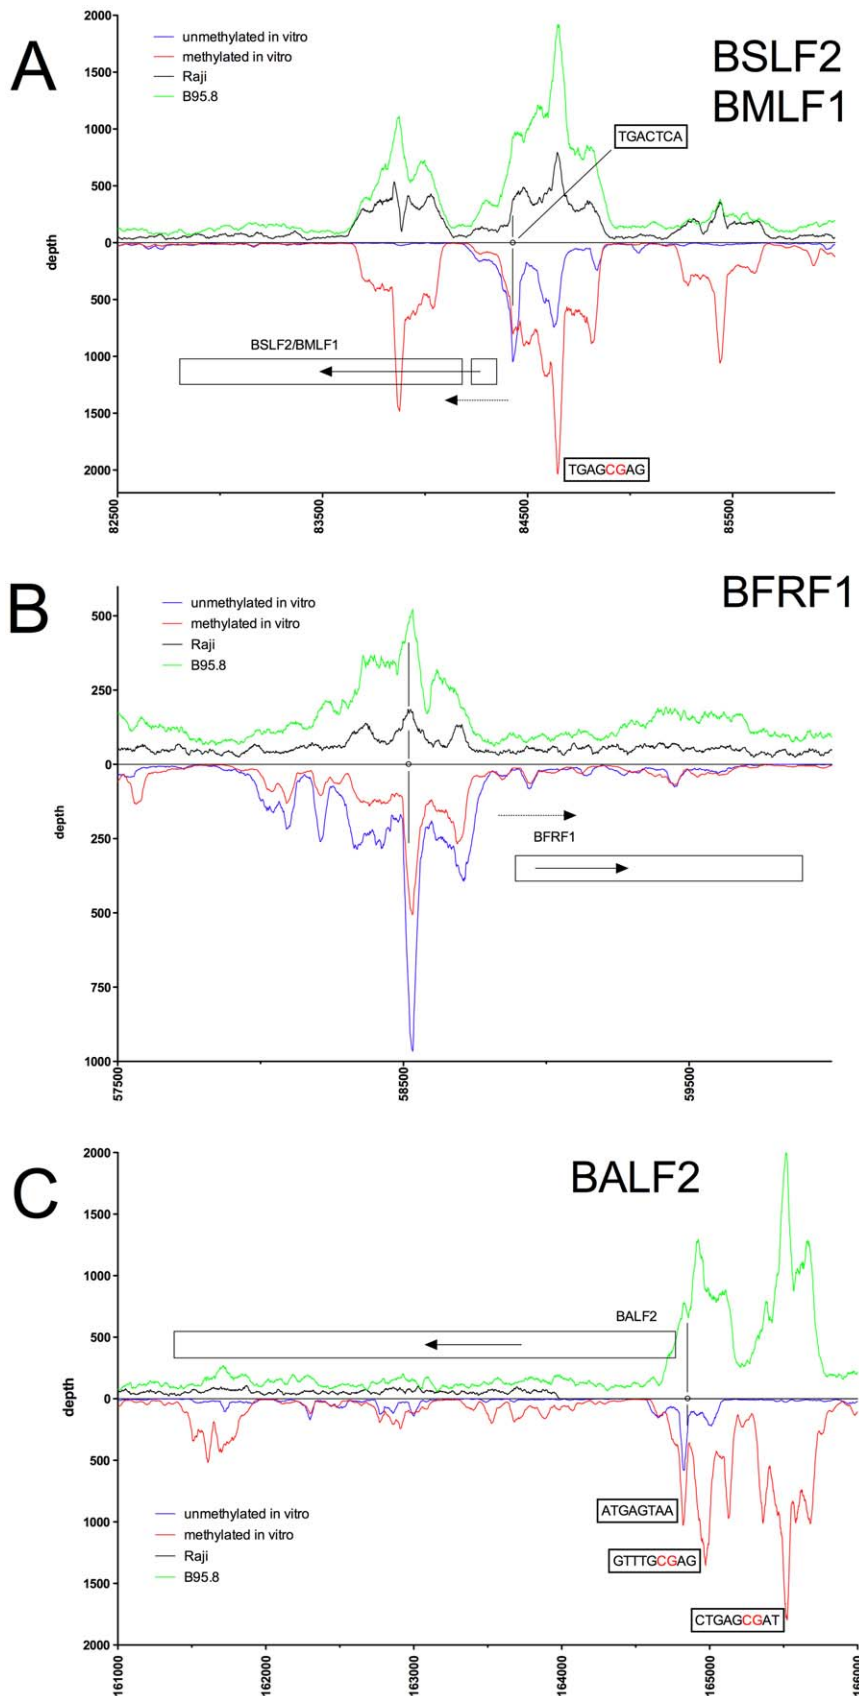 A
BSLF2
BMLF1
unmethylated in vitro
methylated in vitro
Raji
B95.8
TGACTCA
2000
1500
1000
500
0
500
1000
1500
2000
depth
BSLF2/BMLF1
TGAGCGAG
82500
83500
84500
85500
B
BFRF1
unmethylated in vitro
methylated in vitro
Raji
B95.8
500
250
0
250
500
750
1000
depth
BFRF1
57500
58500
59500
C
BALF2
2000
1500
1000
500
0
500
1000
1500
2000
depth
BALF2
unmethylated in vitro
methylated in vitro
Raji
B95.8
ATGAGTAA
GTTTGCGAG
CTGAGCGAT
161000
162000
163000
164000
165000
166000